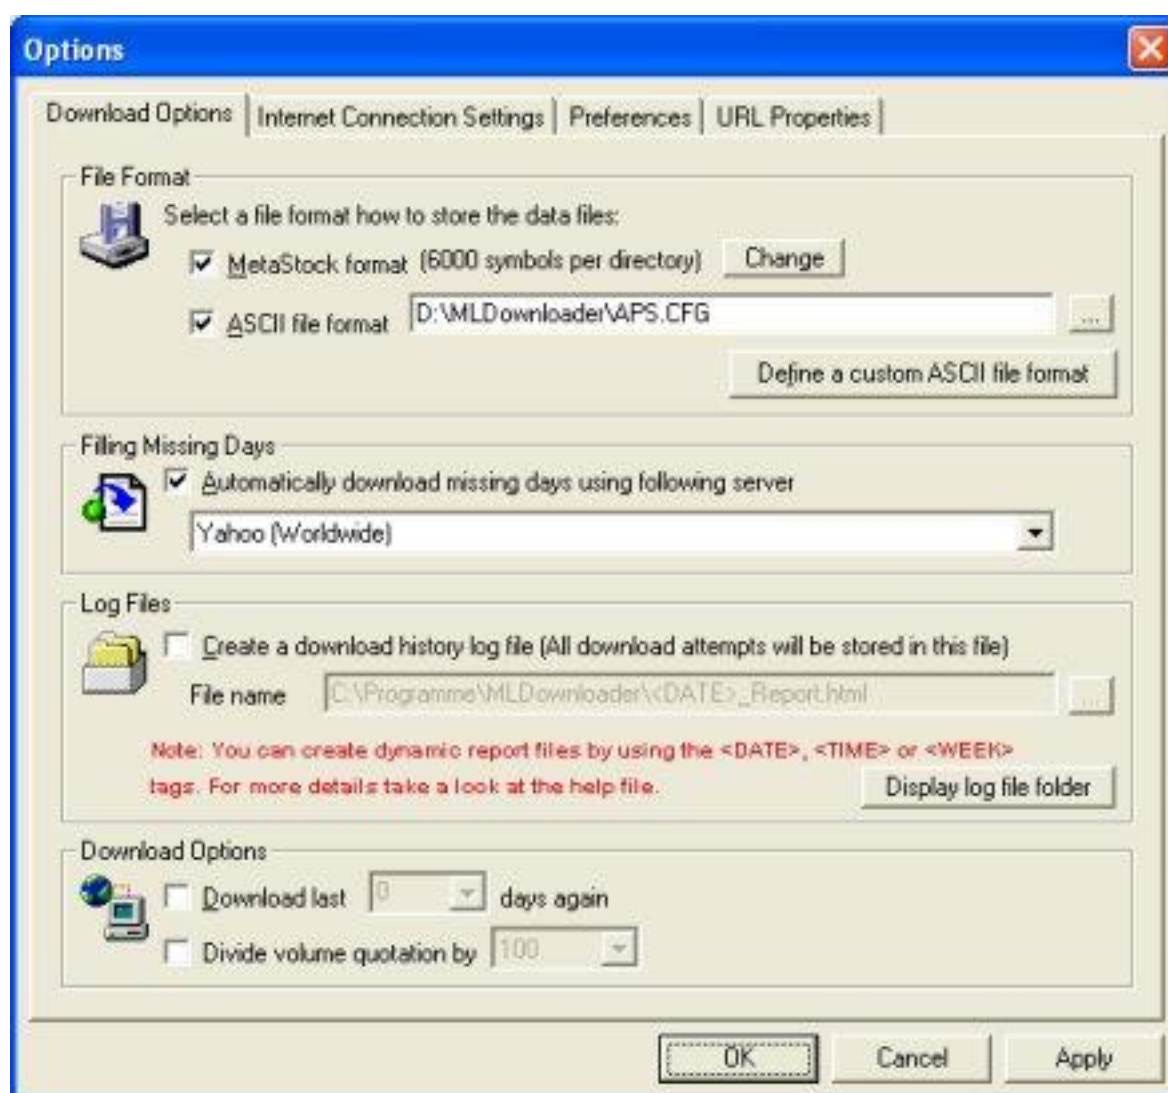 Options
Download Options Internet Connection Settings Preferences URL Properties
File Format
Select a file format how to store the data files:
MetaStock format (6000 symbols per directory) Change
ASCII file format D:\MLDownloader\APS.CFG ...
Define a custom ASCII file format
Filling Missing Days
Automatically download missing days using following server
Yahoo (Worldwide)
Log Files
Create a download history log file (All download attempts will be stored in this file)
File name C:\Programme\MLDownloader\<DATE>_Report.html ...
Note: You can create dynamic report files by using the <DATE>, <TIME> or <WEEK>
tags. For more details take a look at the help file.
Display log file folder
Download Options
Download last 0 days again
Divide volume quotation by 100
OK Cancel Apply